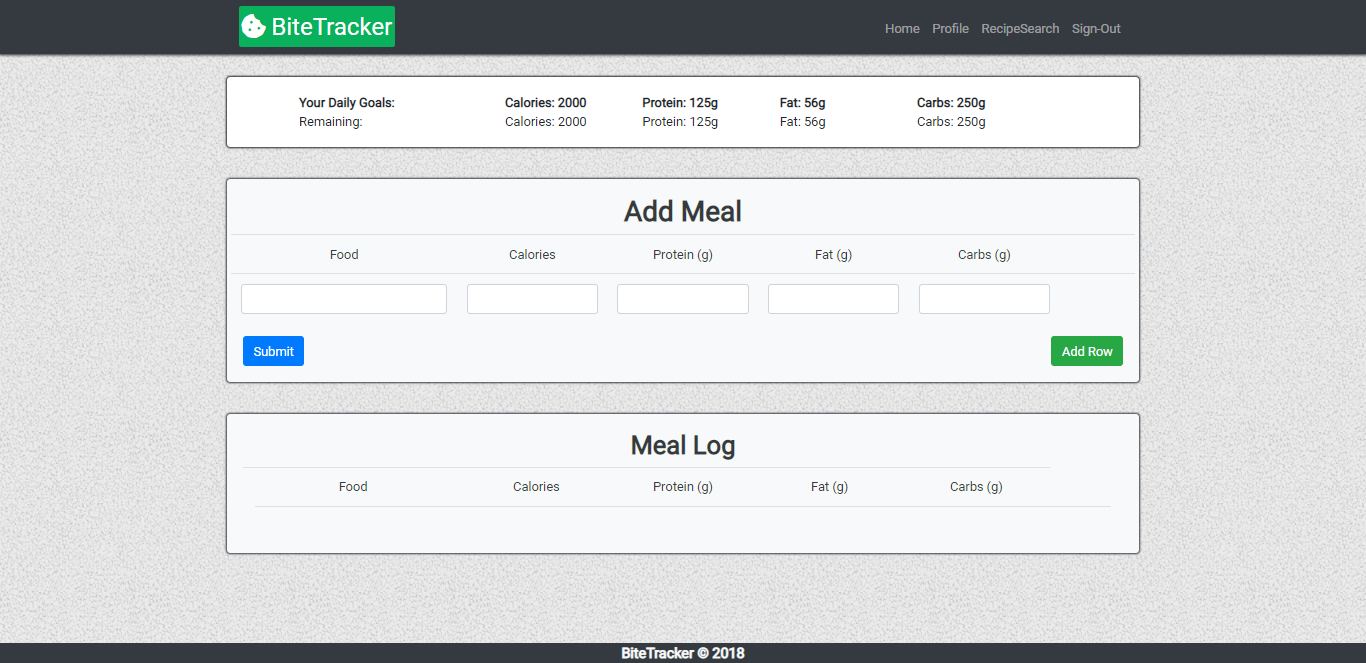 BiteTracker
Home Profile RecipeSearch Sign-Out
Your Daily Goals: Calories: 2000 Protein: 125g Fat: 56g Carbs: 250g
Remaining: Calories: 2000 Protein: 125g Fat: 56g Carbs: 250g
Add Meal
Food Calories Protein (g) Fat (g) Carbs (g)
Submit Add Row
Meal Log
Food Calories Protein (g) Fat (g) Carbs (g)
BiteTracker © 2018